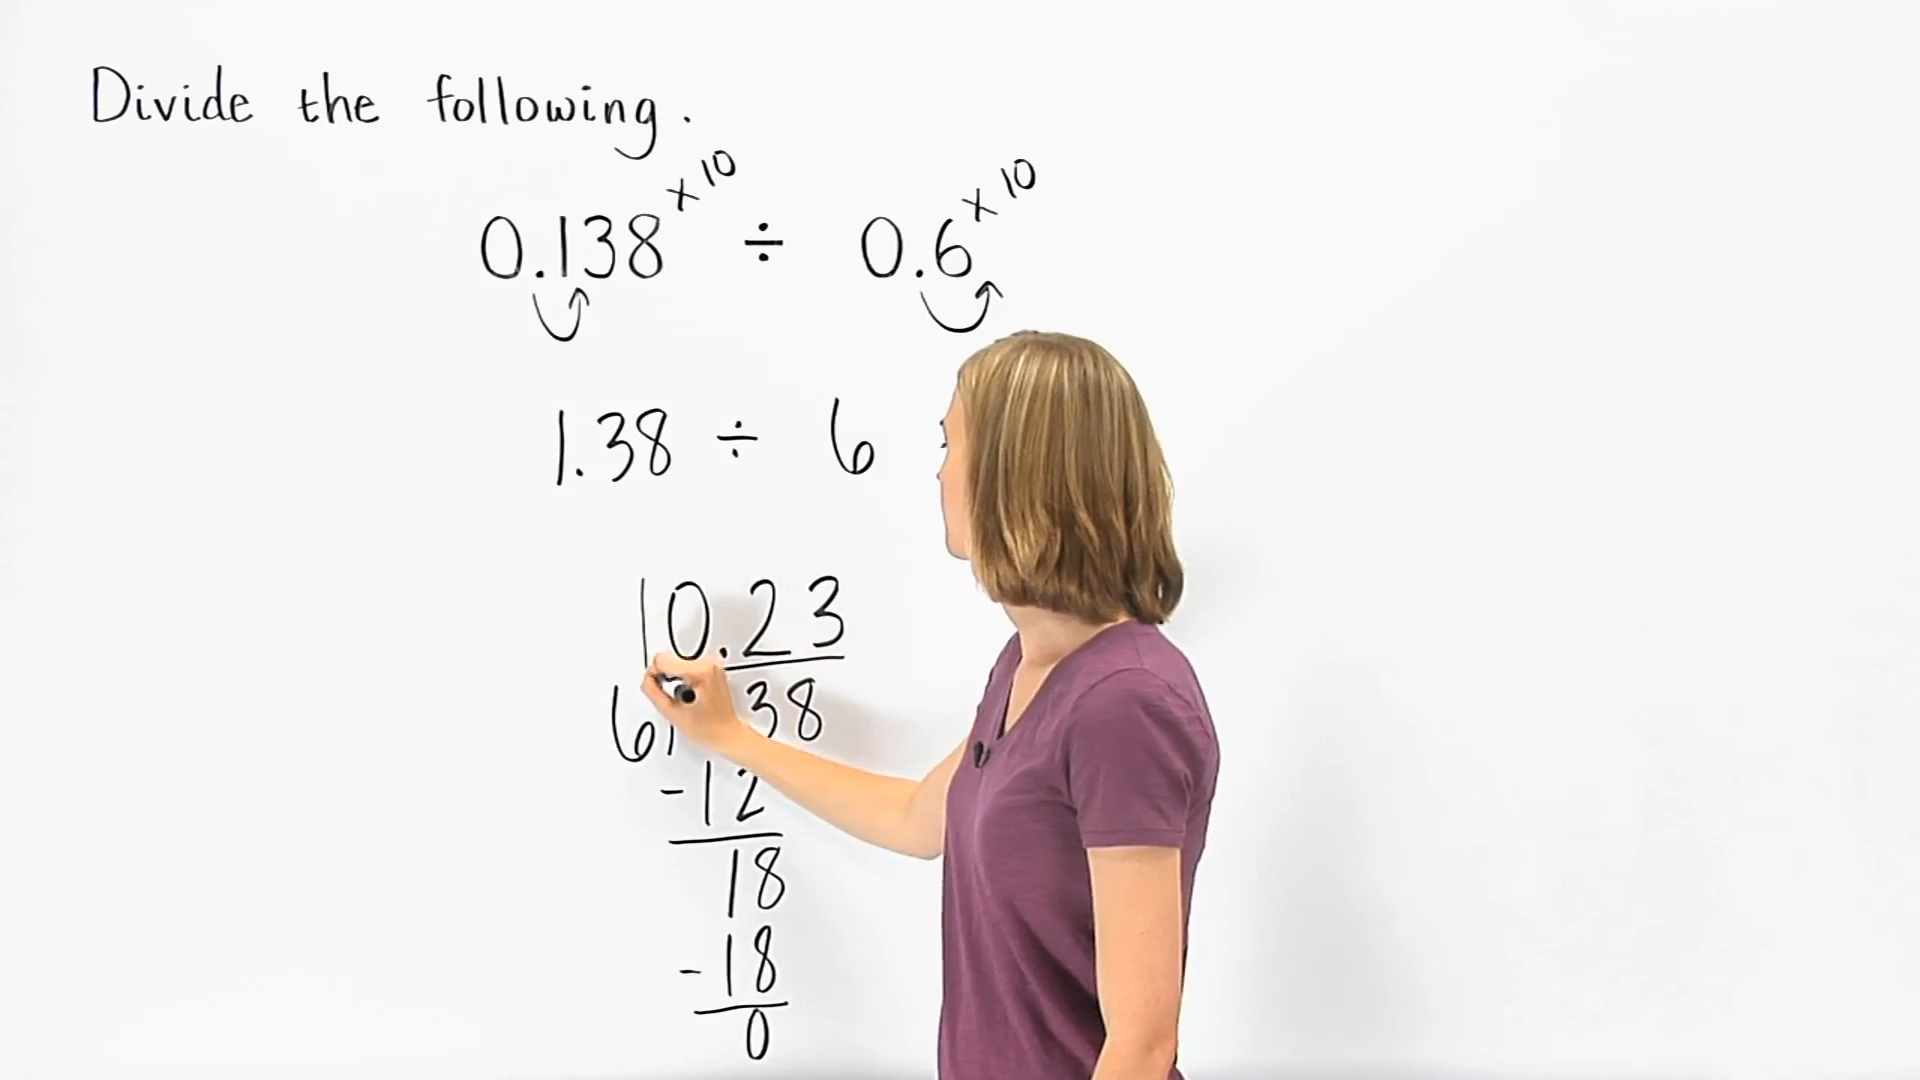 Divide the following.
0.138 x 10 ÷ 0.6 x 10
1.38 ÷ 6
0.23
6 38
-12
18
-18
0